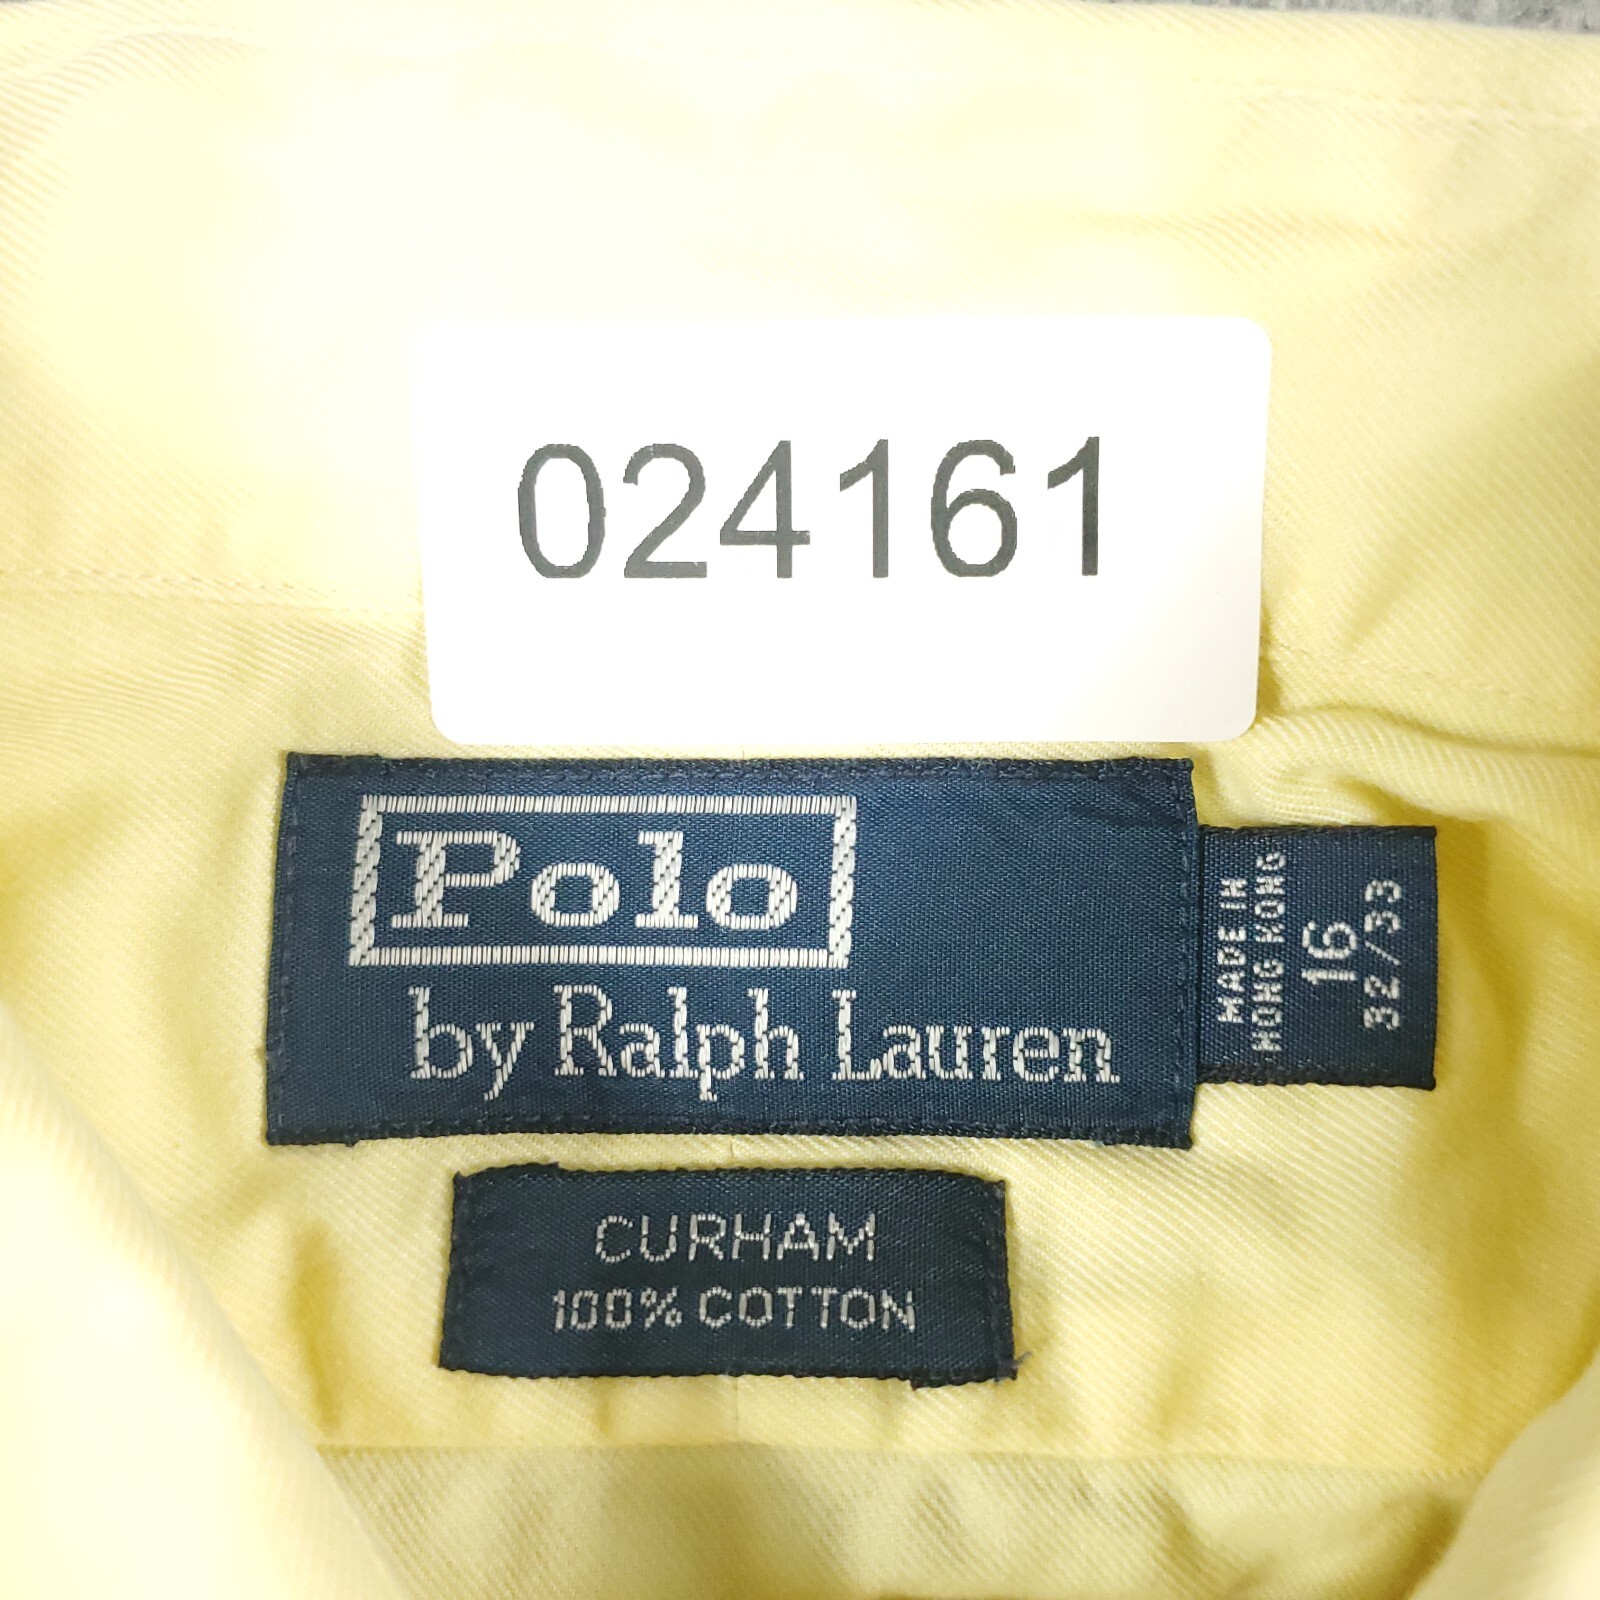 024161
Polo
by Ralph Lauren
MADE IN
HONG KONG
16
32/33
CURHAM
100% COTTON